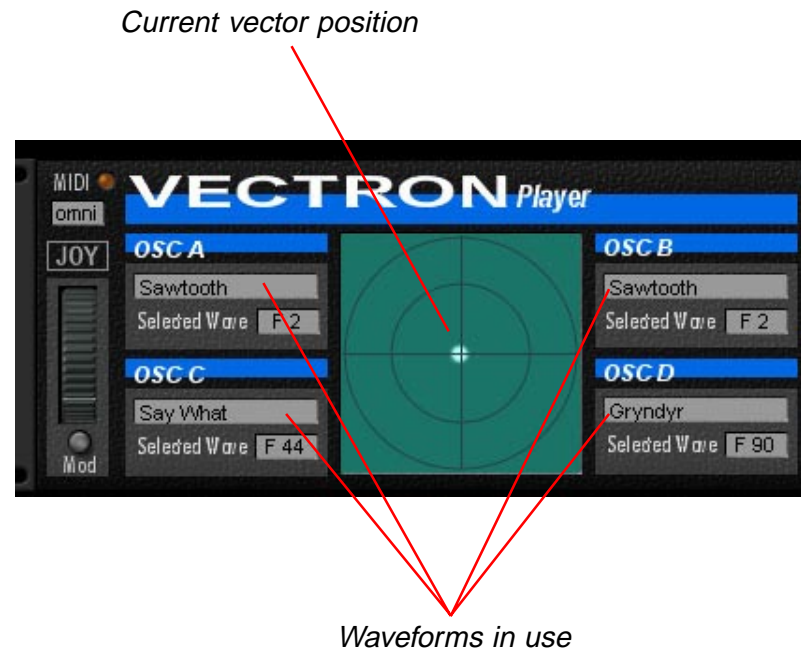 Current vector position
MIDI
omni
VECTRON Player
JOY
OSC A
Sawtooth
Selected Wave F 2
OSC B
Sawtooth
Selected Wave F 2
OSC C
Say What
Selected Wave F 44
OSC D
Gryndyr
Selected Wave F 90
Mod
Waveforms in use